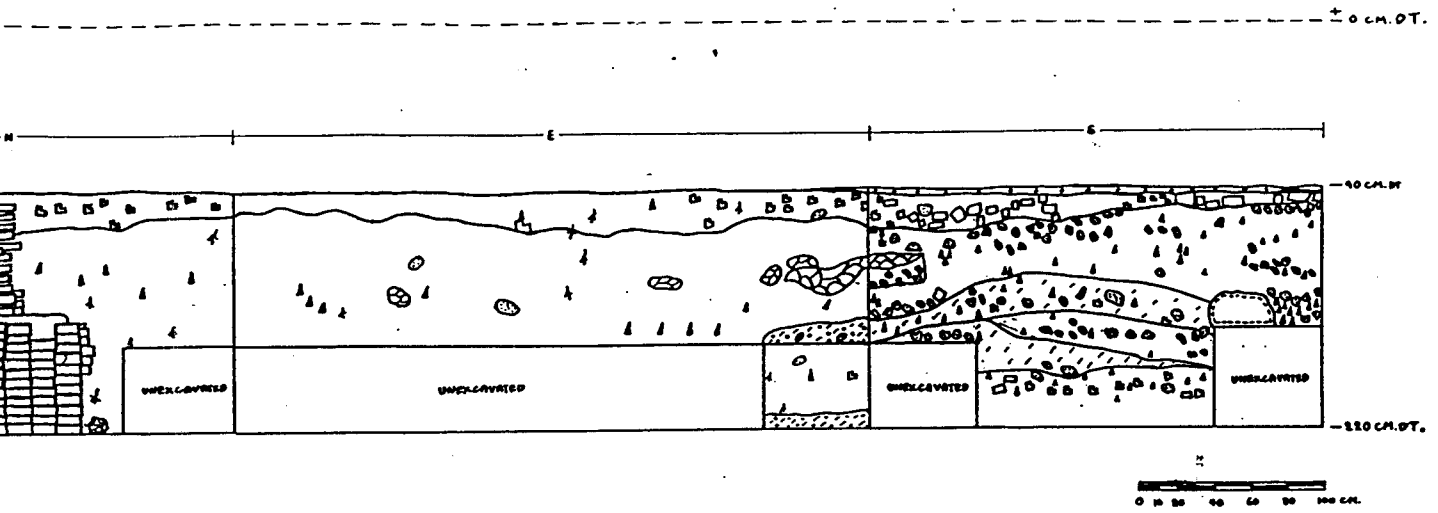 ± 0 CM.DT.
N E S
90 CM.DT
UNEXCAVATED UNEXCAVATED UNEXCAVATED UNEXCAVATED
220 CM.DT.
0 10 20 40 60 80 100 CM.